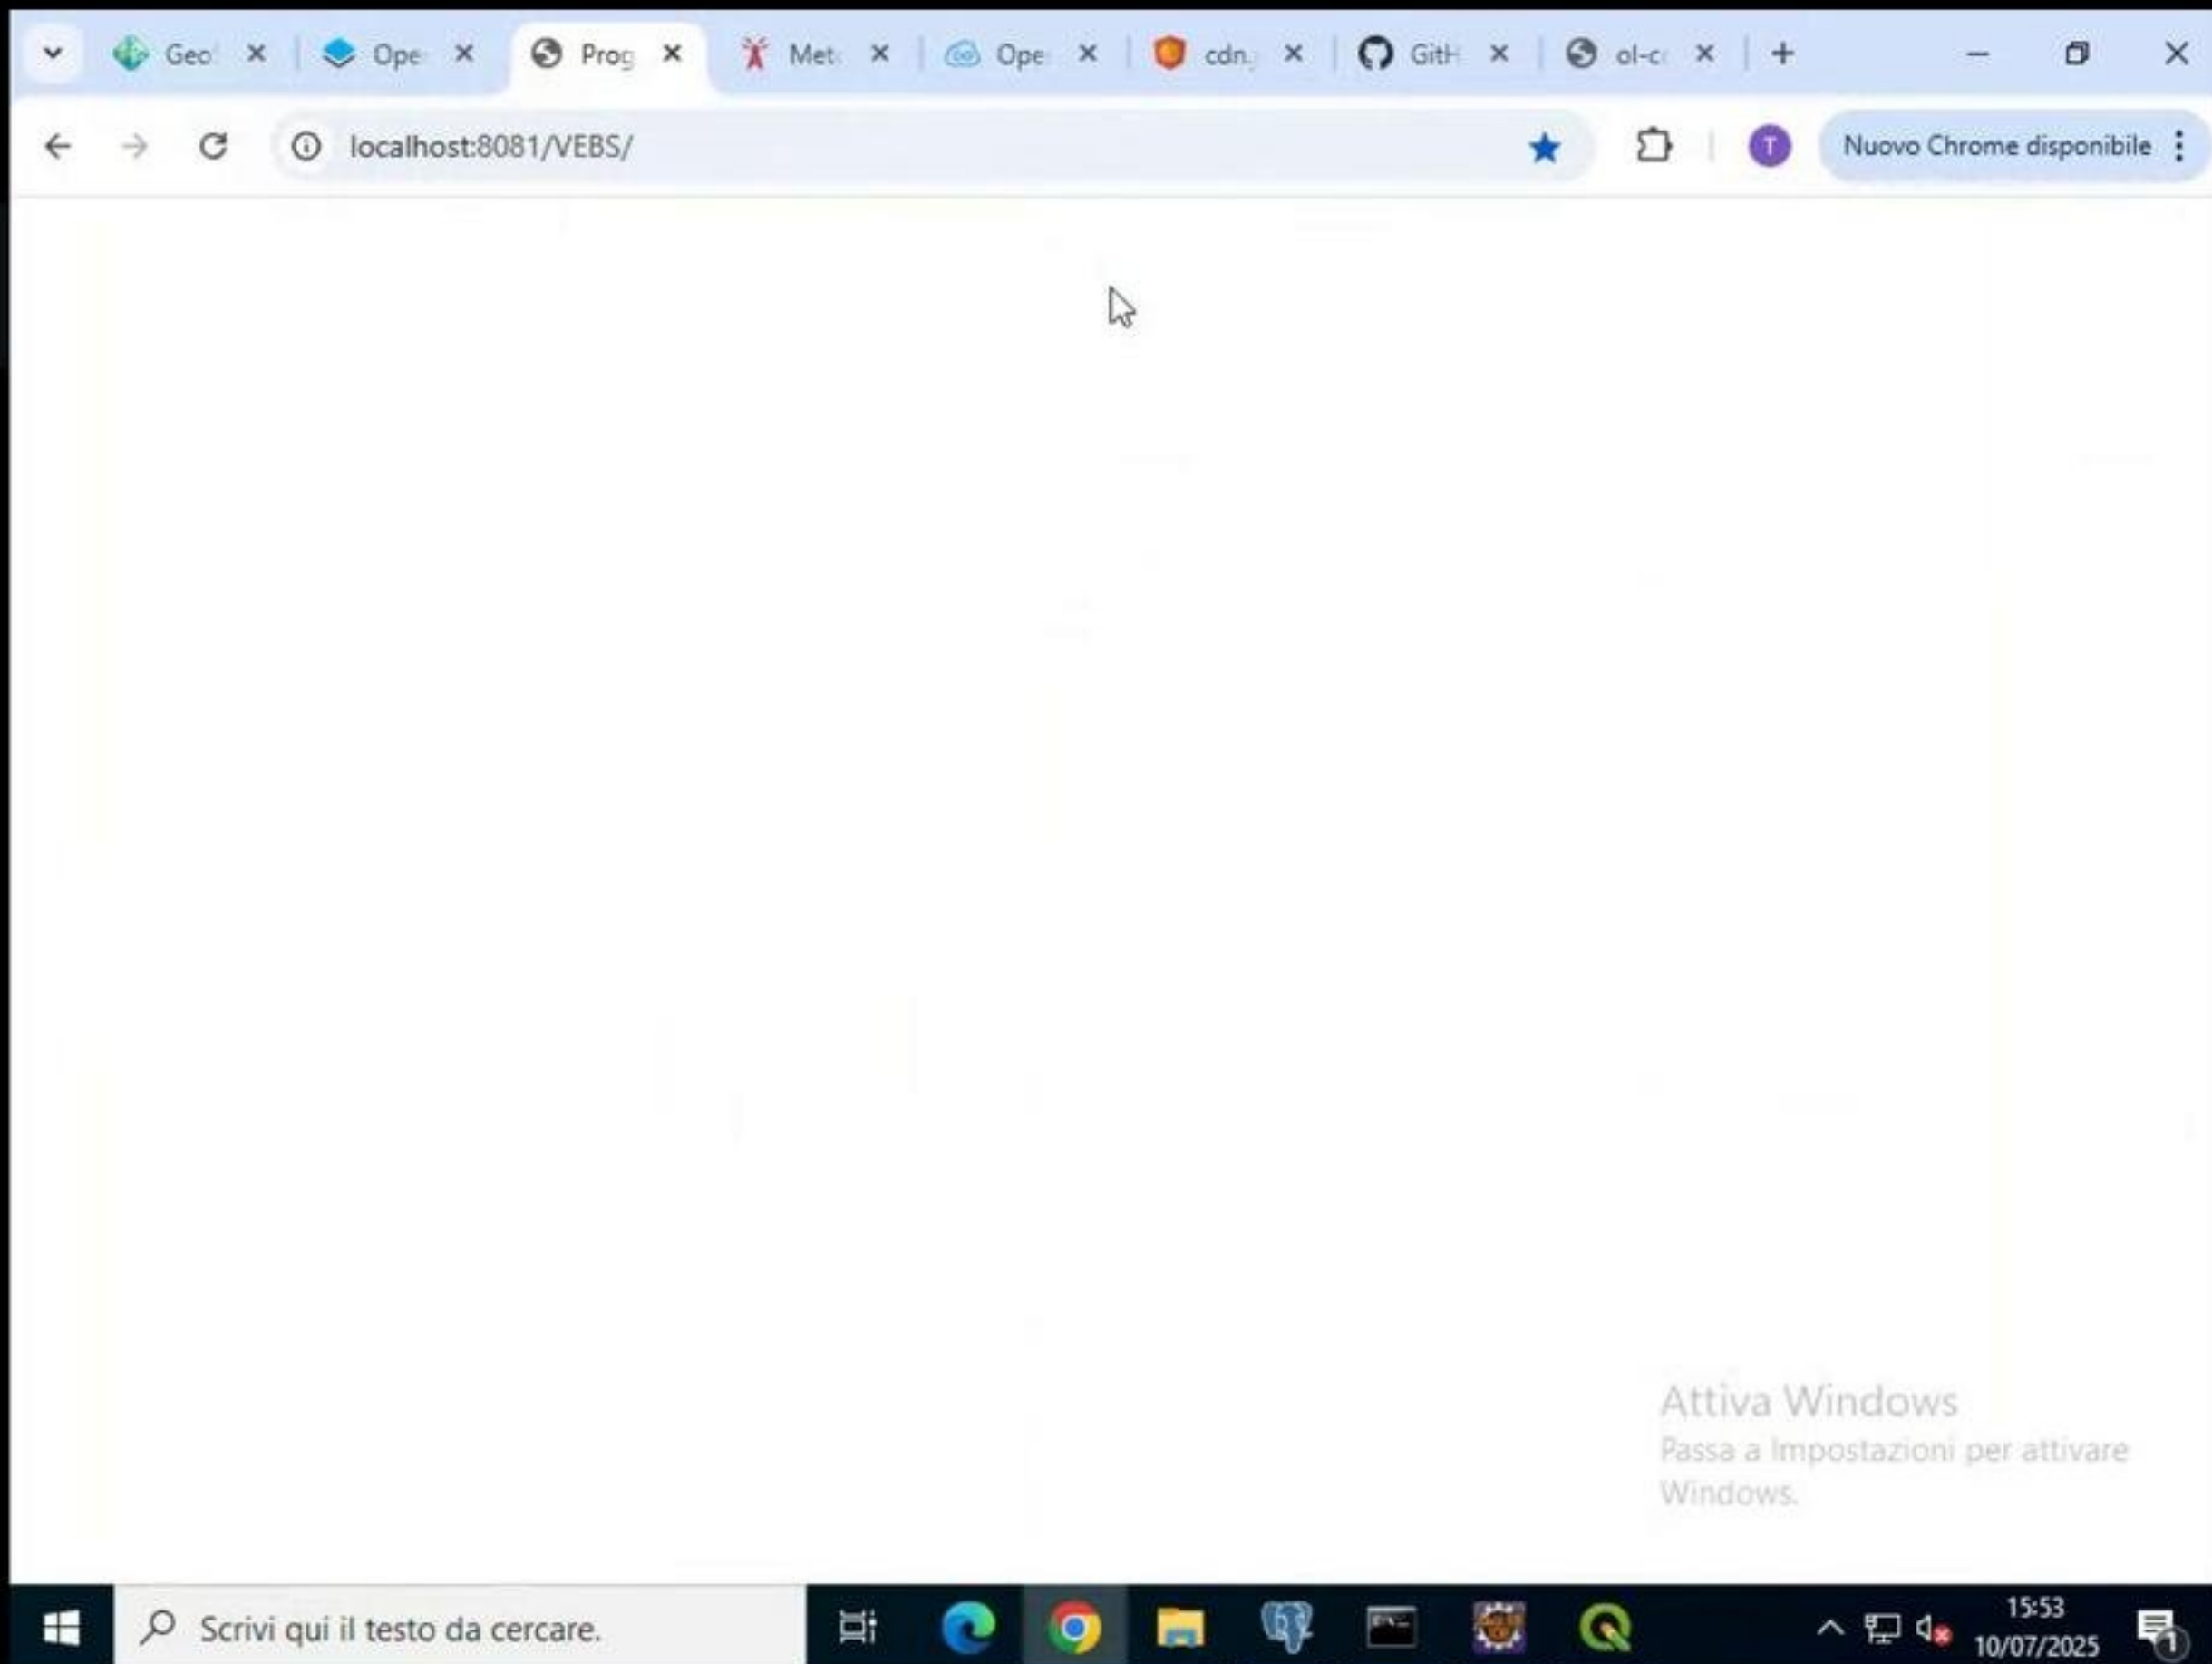 Geo
Ope
Prog
Met
Ope
cdn.j
GitH
ol-c
localhost:8081/VEBS/
T
Nuovo Chrome disponibile
Attiva Windows
Passa a Impostazioni per attivare
Windows.
Scrivi qui il testo da cercare.
15:53
10/07/2025
1